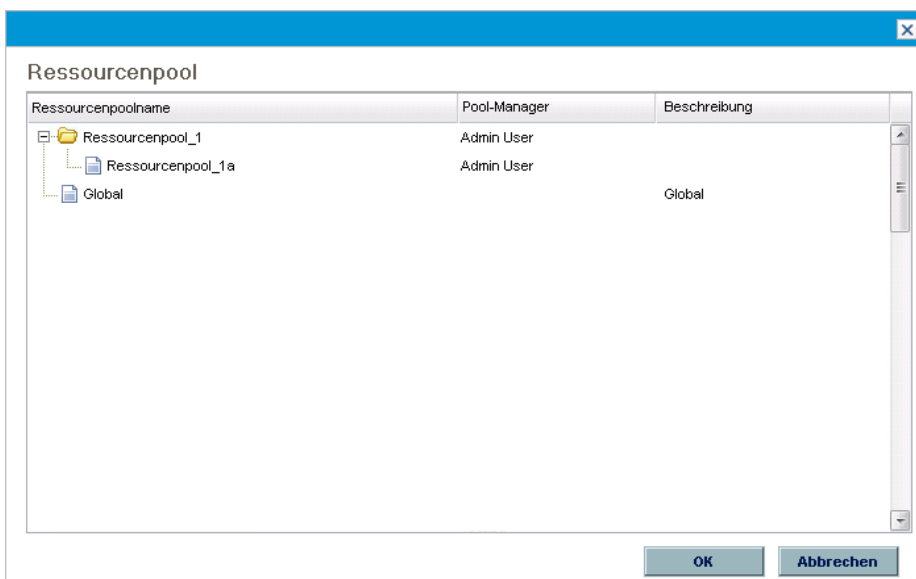 Ressourcenpool
Ressourcenpoolname Pool-Manager Beschreibung
Ressourcenpool_1 Admin User
Ressourcenpool_1a Admin User
Global Global
OK Abbrechen